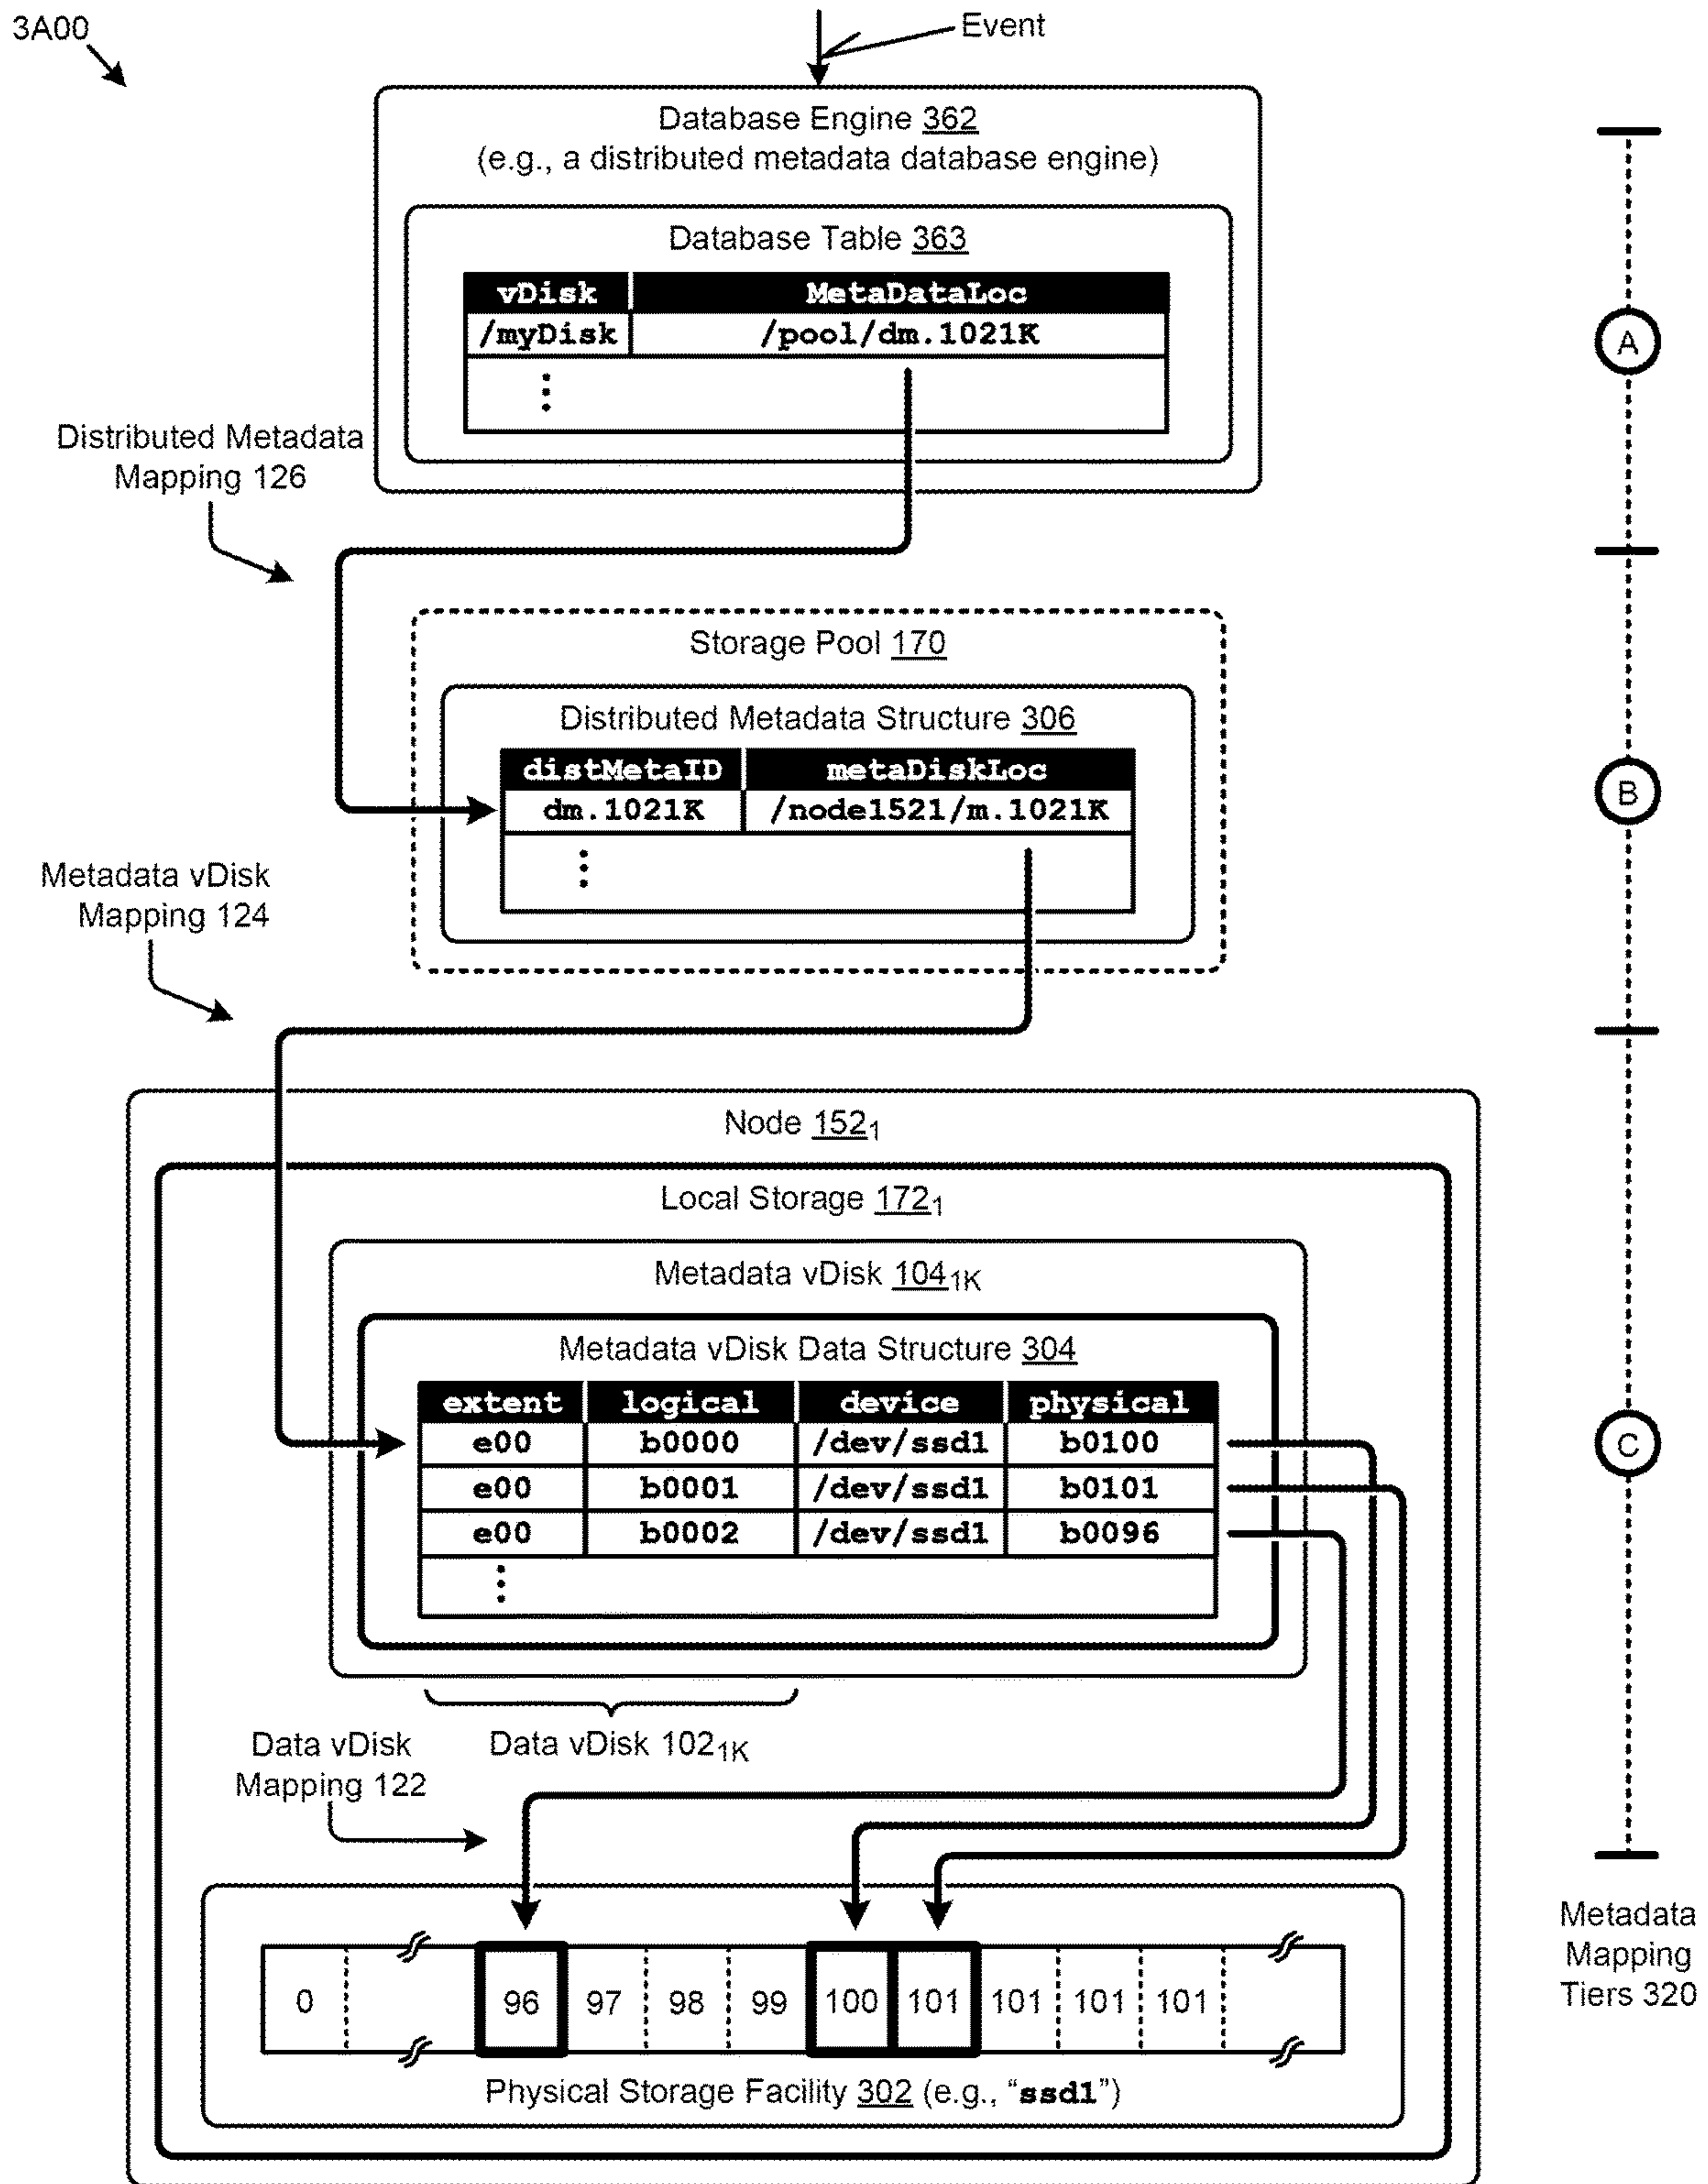 3A00
Event
Database Engine 362
(e.g., a distributed metadata database engine)
Database Table 363
vDisk MetaDataLoc
/myDisk /pool/dm.1021K
A
Distributed Metadata
Mapping 126
Storage Pool 170
Distributed Metadata Structure 306
distMetaID metaDiskLoc
dm.1021K /node1521/m.1021K
B
Metadata vDisk
Mapping 124
Node 152₁
Local Storage 172₁
Metadata vDisk 104₁K
Metadata vDisk Data Structure 304
extent logical device physical
e00 b0000 /dev/ssd1 b0100
e00 b0001 /dev/ssd1 b0101
e00 b0002 /dev/ssd1 b0096
C
Data vDisk 102₁K
Data vDisk
Mapping 122
0 96 97 98 99 100 101 101 101 101
Physical Storage Facility 302 (e.g., “ssd1”)
Metadata
Mapping
Tiers 320